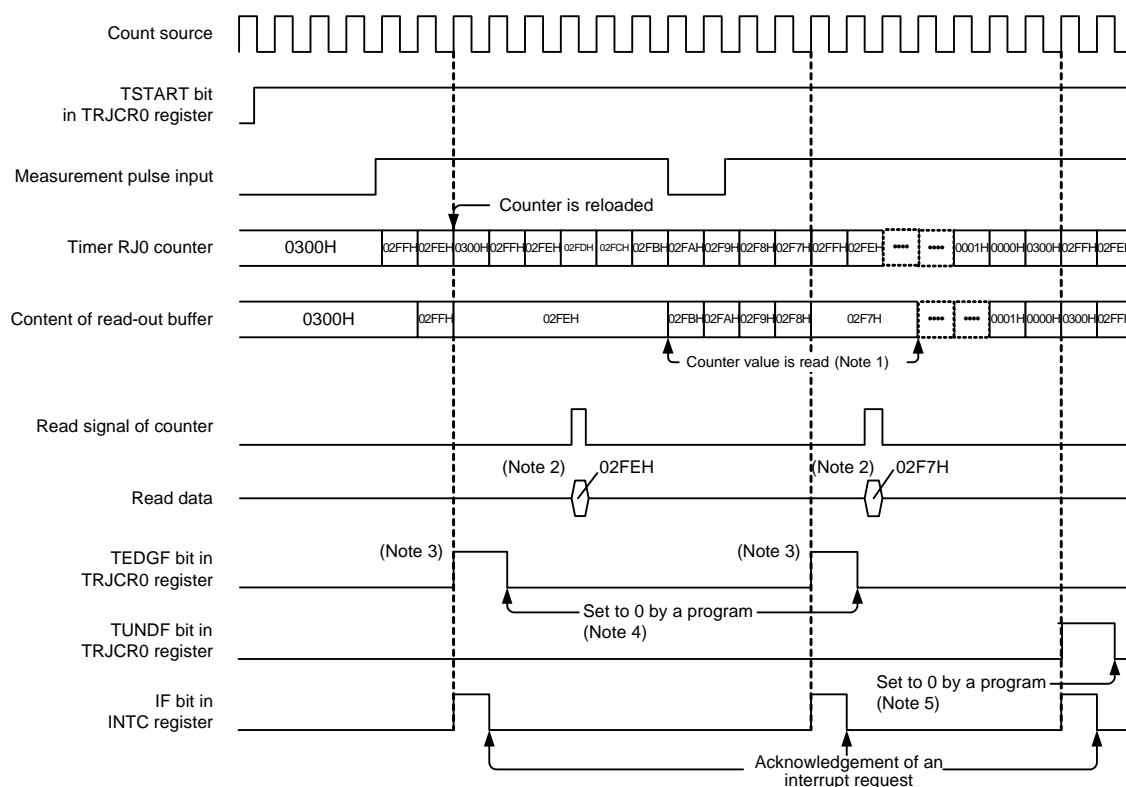 Count source
TSTART bit
in TRJCR0 register
Measurement pulse input
Counter is reloaded
Timer RJ0 counter
0300H 02FFH 02FEH 0300H 02FFH 02FEH 02FDH 02FCH 02FBH 02FAH 02F9H 02F8H 02F7H 02FFH 02FEH •••• •••• 0001H 0000H 0300H 02FFH 02FEH
Content of read-out buffer
0300H 02FFH 02FEH 02FBH 02FAH 02F9H 02F8H 02F7H •••• •••• 0001H 0000H 0300H 02FFH
Counter value is read (Note 1)
Read signal of counter
(Note 2) 02FEH (Note 2) 02F7H
Read data
TEDGF bit in
TRJCR0 register
(Note 3) (Note 3)
Set to 0 by a program
(Note 4)
TUNDF bit in
TRJCR0 register
Set to 0 by a program
(Note 5)
IF bit in
INTC register
Acknowledgement of an
interrupt request